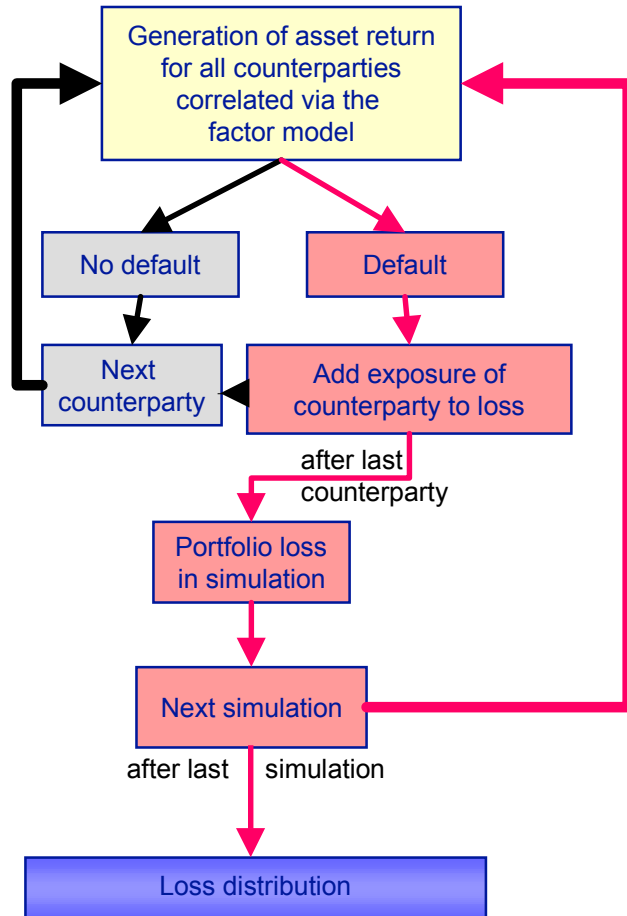 Generation of asset return
for all counterparties
correlated via the
factor model
No default
Default
Next
counterparty
Add exposure of
counterparty to loss
after last
counterparty
Portfolio loss
in simulation
Next simulation
after last simulation
Loss distribution